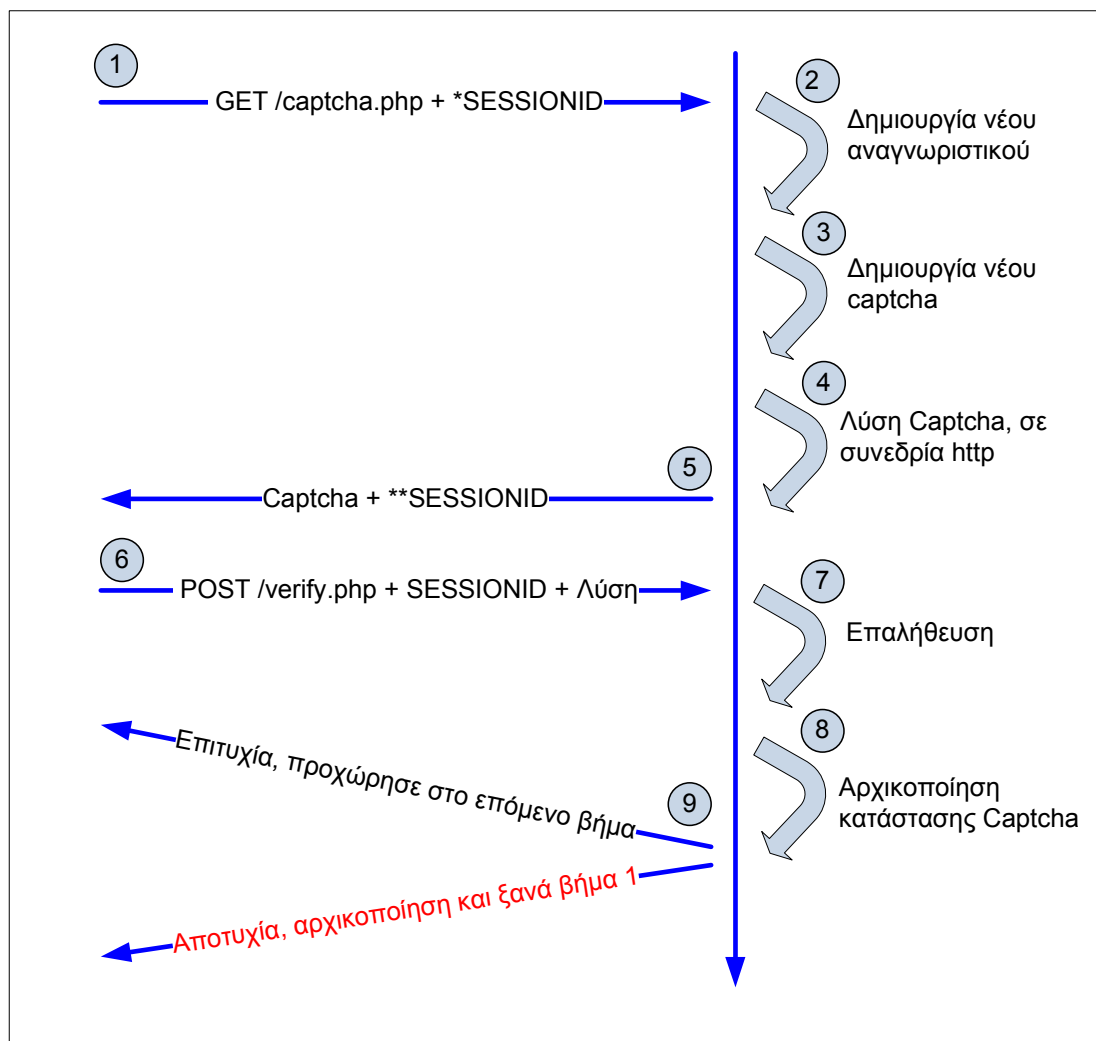 1
GET /captcha.php + *SESSIONID
2
Δημιουργία νέου
αναγνωριστικού
3
Δημιουργία νέου
captcha
4
Λύση Captcha, σε
συνεδρία http
5
Captcha + **SESSIONID
6
POST /verify.php + SESSIONID + Λύση
7
Επαλήθευση
8
Αρχικοποίηση
κατάστασης Captcha
9
Επιτυχία, προχώρησε στο επόμενο βήμα
Αποτυχία, αρχικοποίηση και ξανά βήμα 1